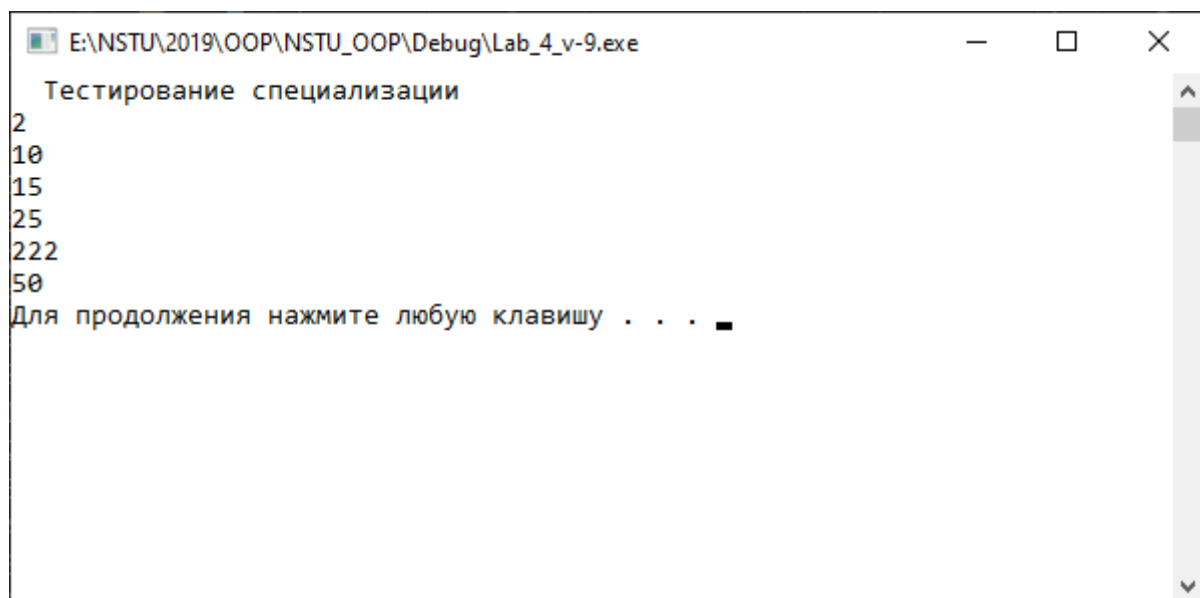 E:\NSTU\2019\OOP\NSTU_OOP\Debug\Lab_4_v-9.exe
Тестирование специализации
2
10
15
25
222
50
Для продолжения нажмите любую клавишу . . .